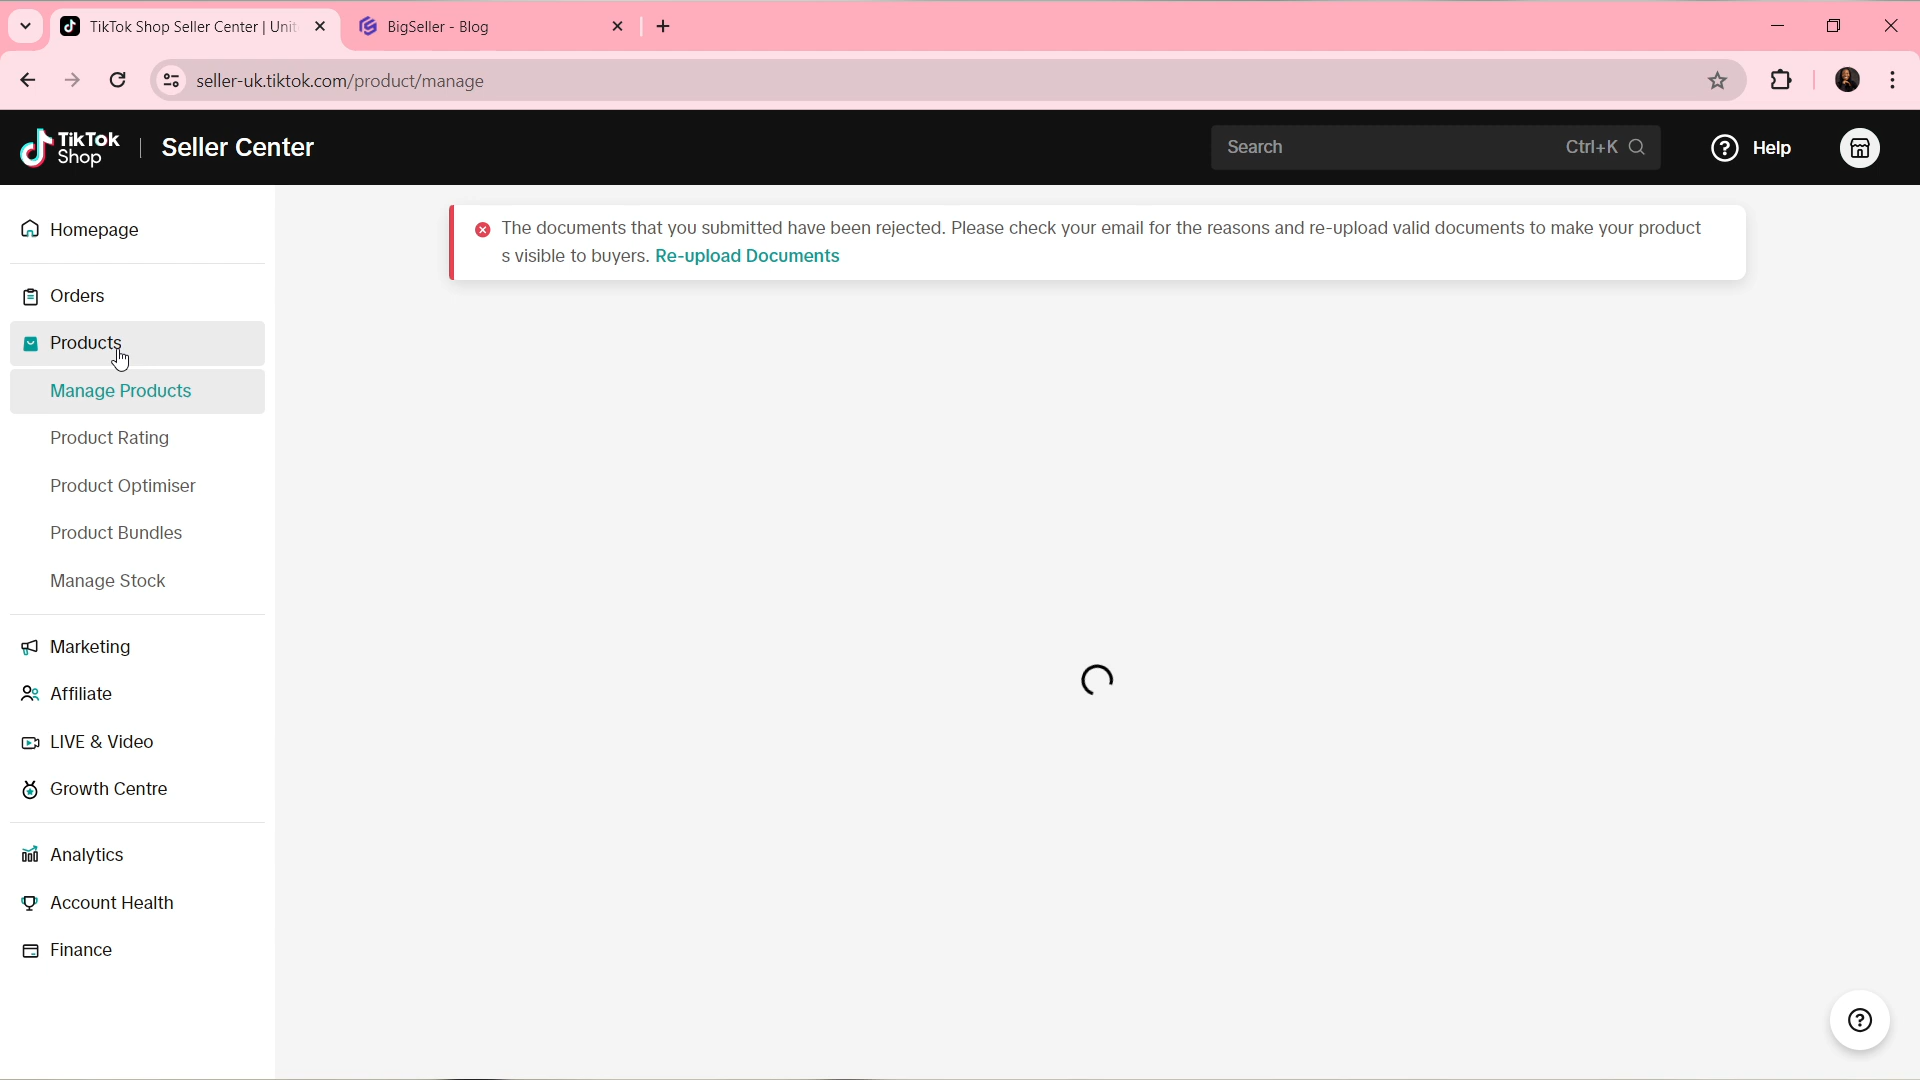 TikTok Shop Seller Center | Unit
BigSeller - Blog
seller-uk.tiktok.com/product/manage
TikTok
Shop
Seller Center
Search
Ctrl+K
Help
Homepage
Orders
Products
Manage Products
Product Rating
Product Optimiser
Product Bundles
Manage Stock
Marketing
Affiliate
LIVE & Video
Growth Centre
Analytics
Account Health
Finance
The documents that you submitted have been rejected. Please check your email for the reasons and re-upload valid documents to make your product
s visible to buyers. Re-upload Documents